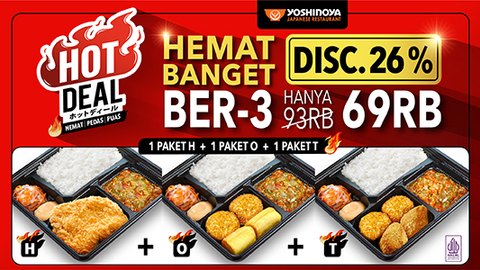 YOSHINOYA
JAPANESE RESTAURANT
HOT
DEAL
ホットディール
HEMAT | PEDAS | PUAS
HEMAT
BANGET
DISC. 26%
BER-3
HANYA
93RB
69RB
1 PAKET H + 1 PAKET O + 1 PAKET T
H + O + T